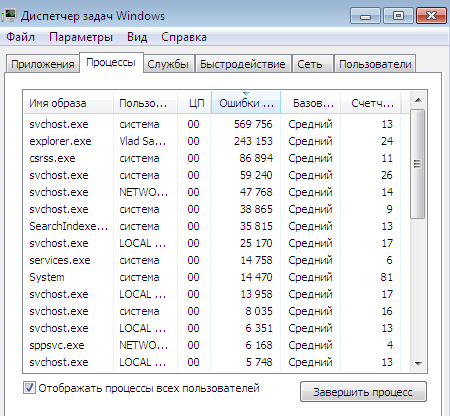 Диспетчер задач Windows
Файл Параметры Вид Справка
Приложения Процессы Службы Быстродействие Сеть Пользователи
Имя образа Пользо... ЦП Ошибки ... Базов... Счетч...
svchost.exe система 00 569 756 Средний 13
explorer.exe Vlad Sa... 00 243 153 Средний 24
csrss.exe система 00 86 894 Средний 11
svchost.exe система 00 59 240 Средний 26
svchost.exe NETWO... 00 47 768 Средний 14
svchost.exe система 00 38 865 Средний 9
SearchIndexe... система 00 35 815 Средний 13
svchost.exe LOCAL ... 00 25 170 Средний 17
services.exe система 00 14 758 Средний 6
System система 00 14 470 Средний 81
svchost.exe LOCAL ... 00 13 958 Средний 17
svchost.exe система 00 8 035 Средний 16
svchost.exe LOCAL ... 00 6 351 Средний 13
sppsvc.exe NETWO... 00 6 168 Средний 4
svchost.exe LOCAL ... 00 5 748 Средний 13
Отображать процессы всех пользователей Завершить процесс